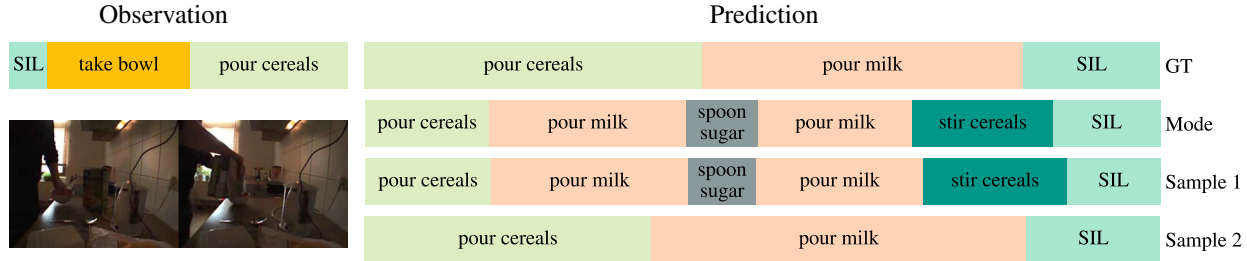 Observation
Prediction
SIL take bowl pour cereals
pour cereals pour milk SIL GT
pour cereals pour milk spoon sugar pour milk stir cereals SIL Mode
pour cereals pour milk spoon sugar pour milk stir cereals SIL Sample 1
pour cereals pour milk SIL Sample 2